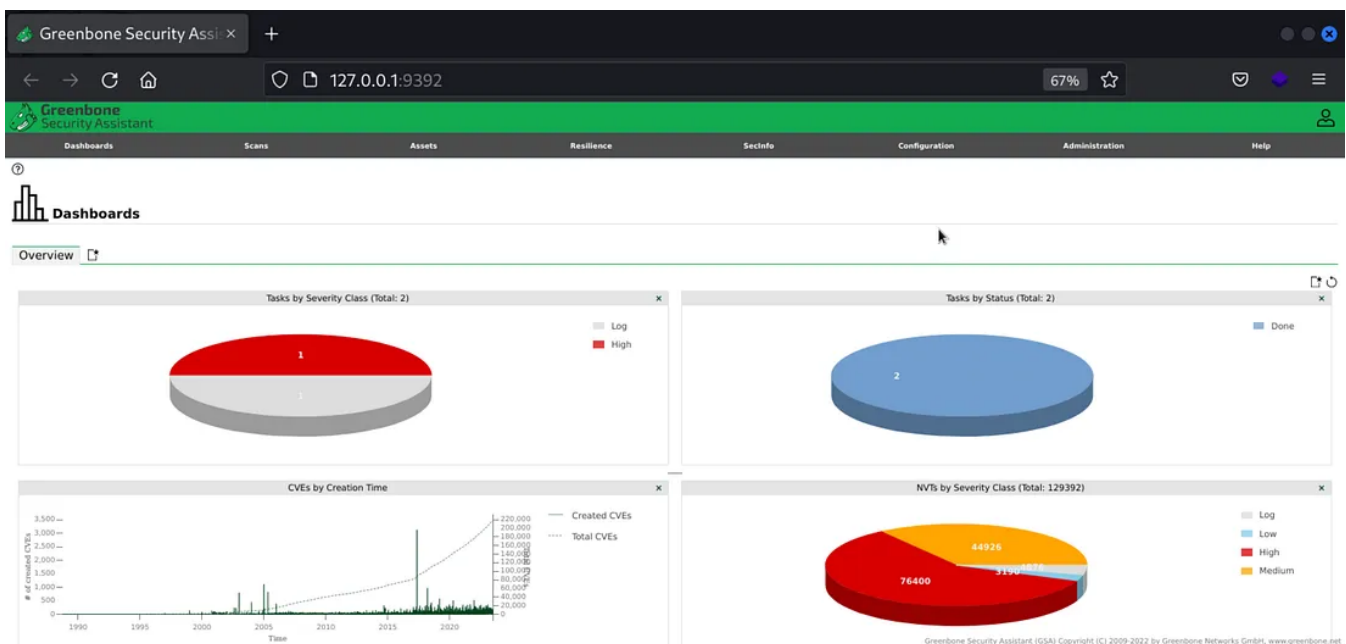 Greenbone Security Assi
127.0.0.1:9392
67%
Greenbone
Security Assistant
Dashboards Scans Assets Resilience SecInfo Configuration Administration Help
Dashboards
Overview
Tasks by Severity Class (Total: 2)
1
1
Log
High
Tasks by Status (Total: 2)
2
Done
CVEs by Creation Time
# of created CVEs
3,500
3,000
2,500
2,000
1,500
1,000
500
0
220,000
200,000
180,000
160,000
140,000
120,000
100,000
80,000
60,000
40,000
20,000
0
1990 1995 2000 2005 2010 2015 2020
Time
Created CVEs
Total CVEs
NVTs by Severity Class (Total: 129392)
44926
76400
3190
4876
Log
Low
High
Medium
Greenbone Security Assistant (GSA) Copyright (C) 2009-2022 by Greenbone Networks GmbH, www.greenbone.net